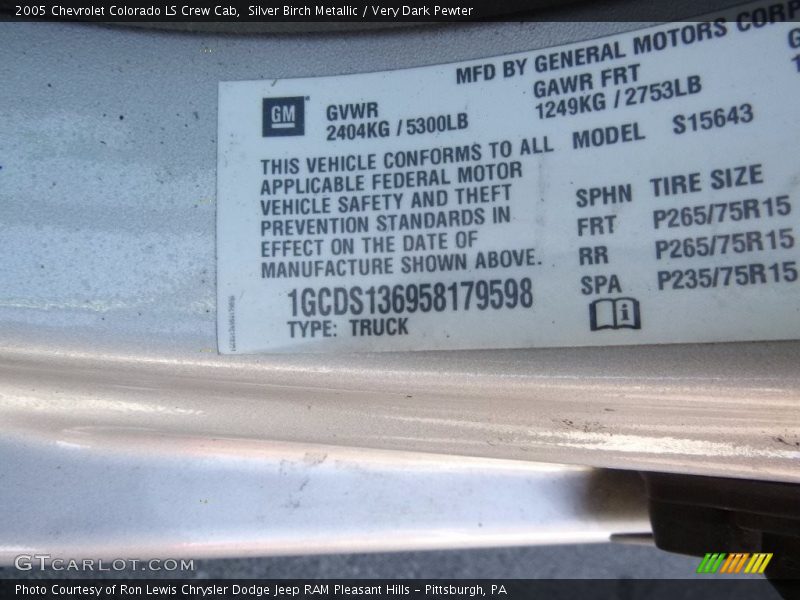 2005 Chevrolet Colorado LS Crew Cab,  Silver Birch Metallic / Very Dark Pewter
MFD BY GENERAL MOTORS CORP
GM
GVWR
2404KG / 5300LB
GAWR FRT
1249KG / 2753LB
THIS VEHICLE CONFORMS TO ALL
APPLICABLE FEDERAL MOTOR
VEHICLE SAFETY AND THEFT
PREVENTION STANDARDS IN
EFFECT ON THE DATE OF
MANUFACTURE SHOWN ABOVE.
1GCDS136958179598
TYPE: TRUCK
MODEL S15643
SPHN TIRE SIZE
FRT P265/75R15
RR P265/75R15
SPA P235/75R15
GTCARLOT.COM
Photo Courtesy of Ron Lewis Chrysler Dodge Jeep RAM Pleasant Hills - Pittsburgh, PA